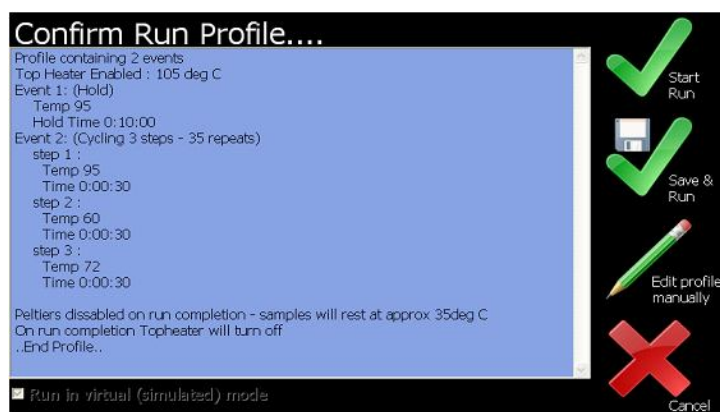 Confirm Run Profile....
Profile containing 2 events
Top Heater Enabled : 105 deg C
Event 1: (Hold)
Temp 95
Hold Time 0:10:00
Event 2: (Cycling 3 steps - 35 repeats)
step 1 :
Temp 95
Time 0:00:30
step 2 :
Temp 60
Time 0:00:30
step 3 :
Temp 72
Time 0:00:30
Peltiers dissabled on run completion - samples will rest at approx 35deg C
On run completion Topheater will turn off
..End Profile..
Run in virtual (simulated) mode
Start
Run
Save &
Run
Edit profile
manually
Cancel